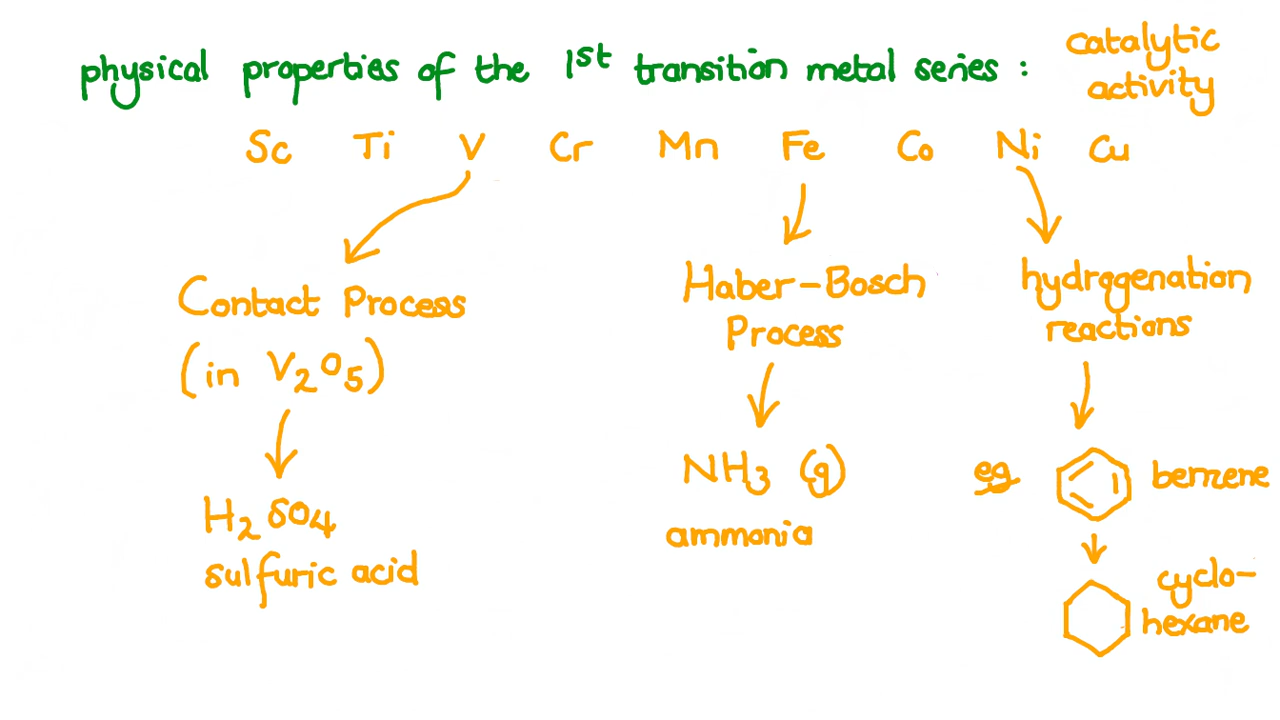 physical properties of the 1st transition metal series : catalytic activity
Sc Ti V Cr Mn Fe Co Ni Cu
Contact Process
(in V2O5)
H2SO4
sulfuric acid
Haber-Bosch
Process
NH3 (g)
ammonia
hydrogenation
reactions
eg benzene
cyclo-
hexane